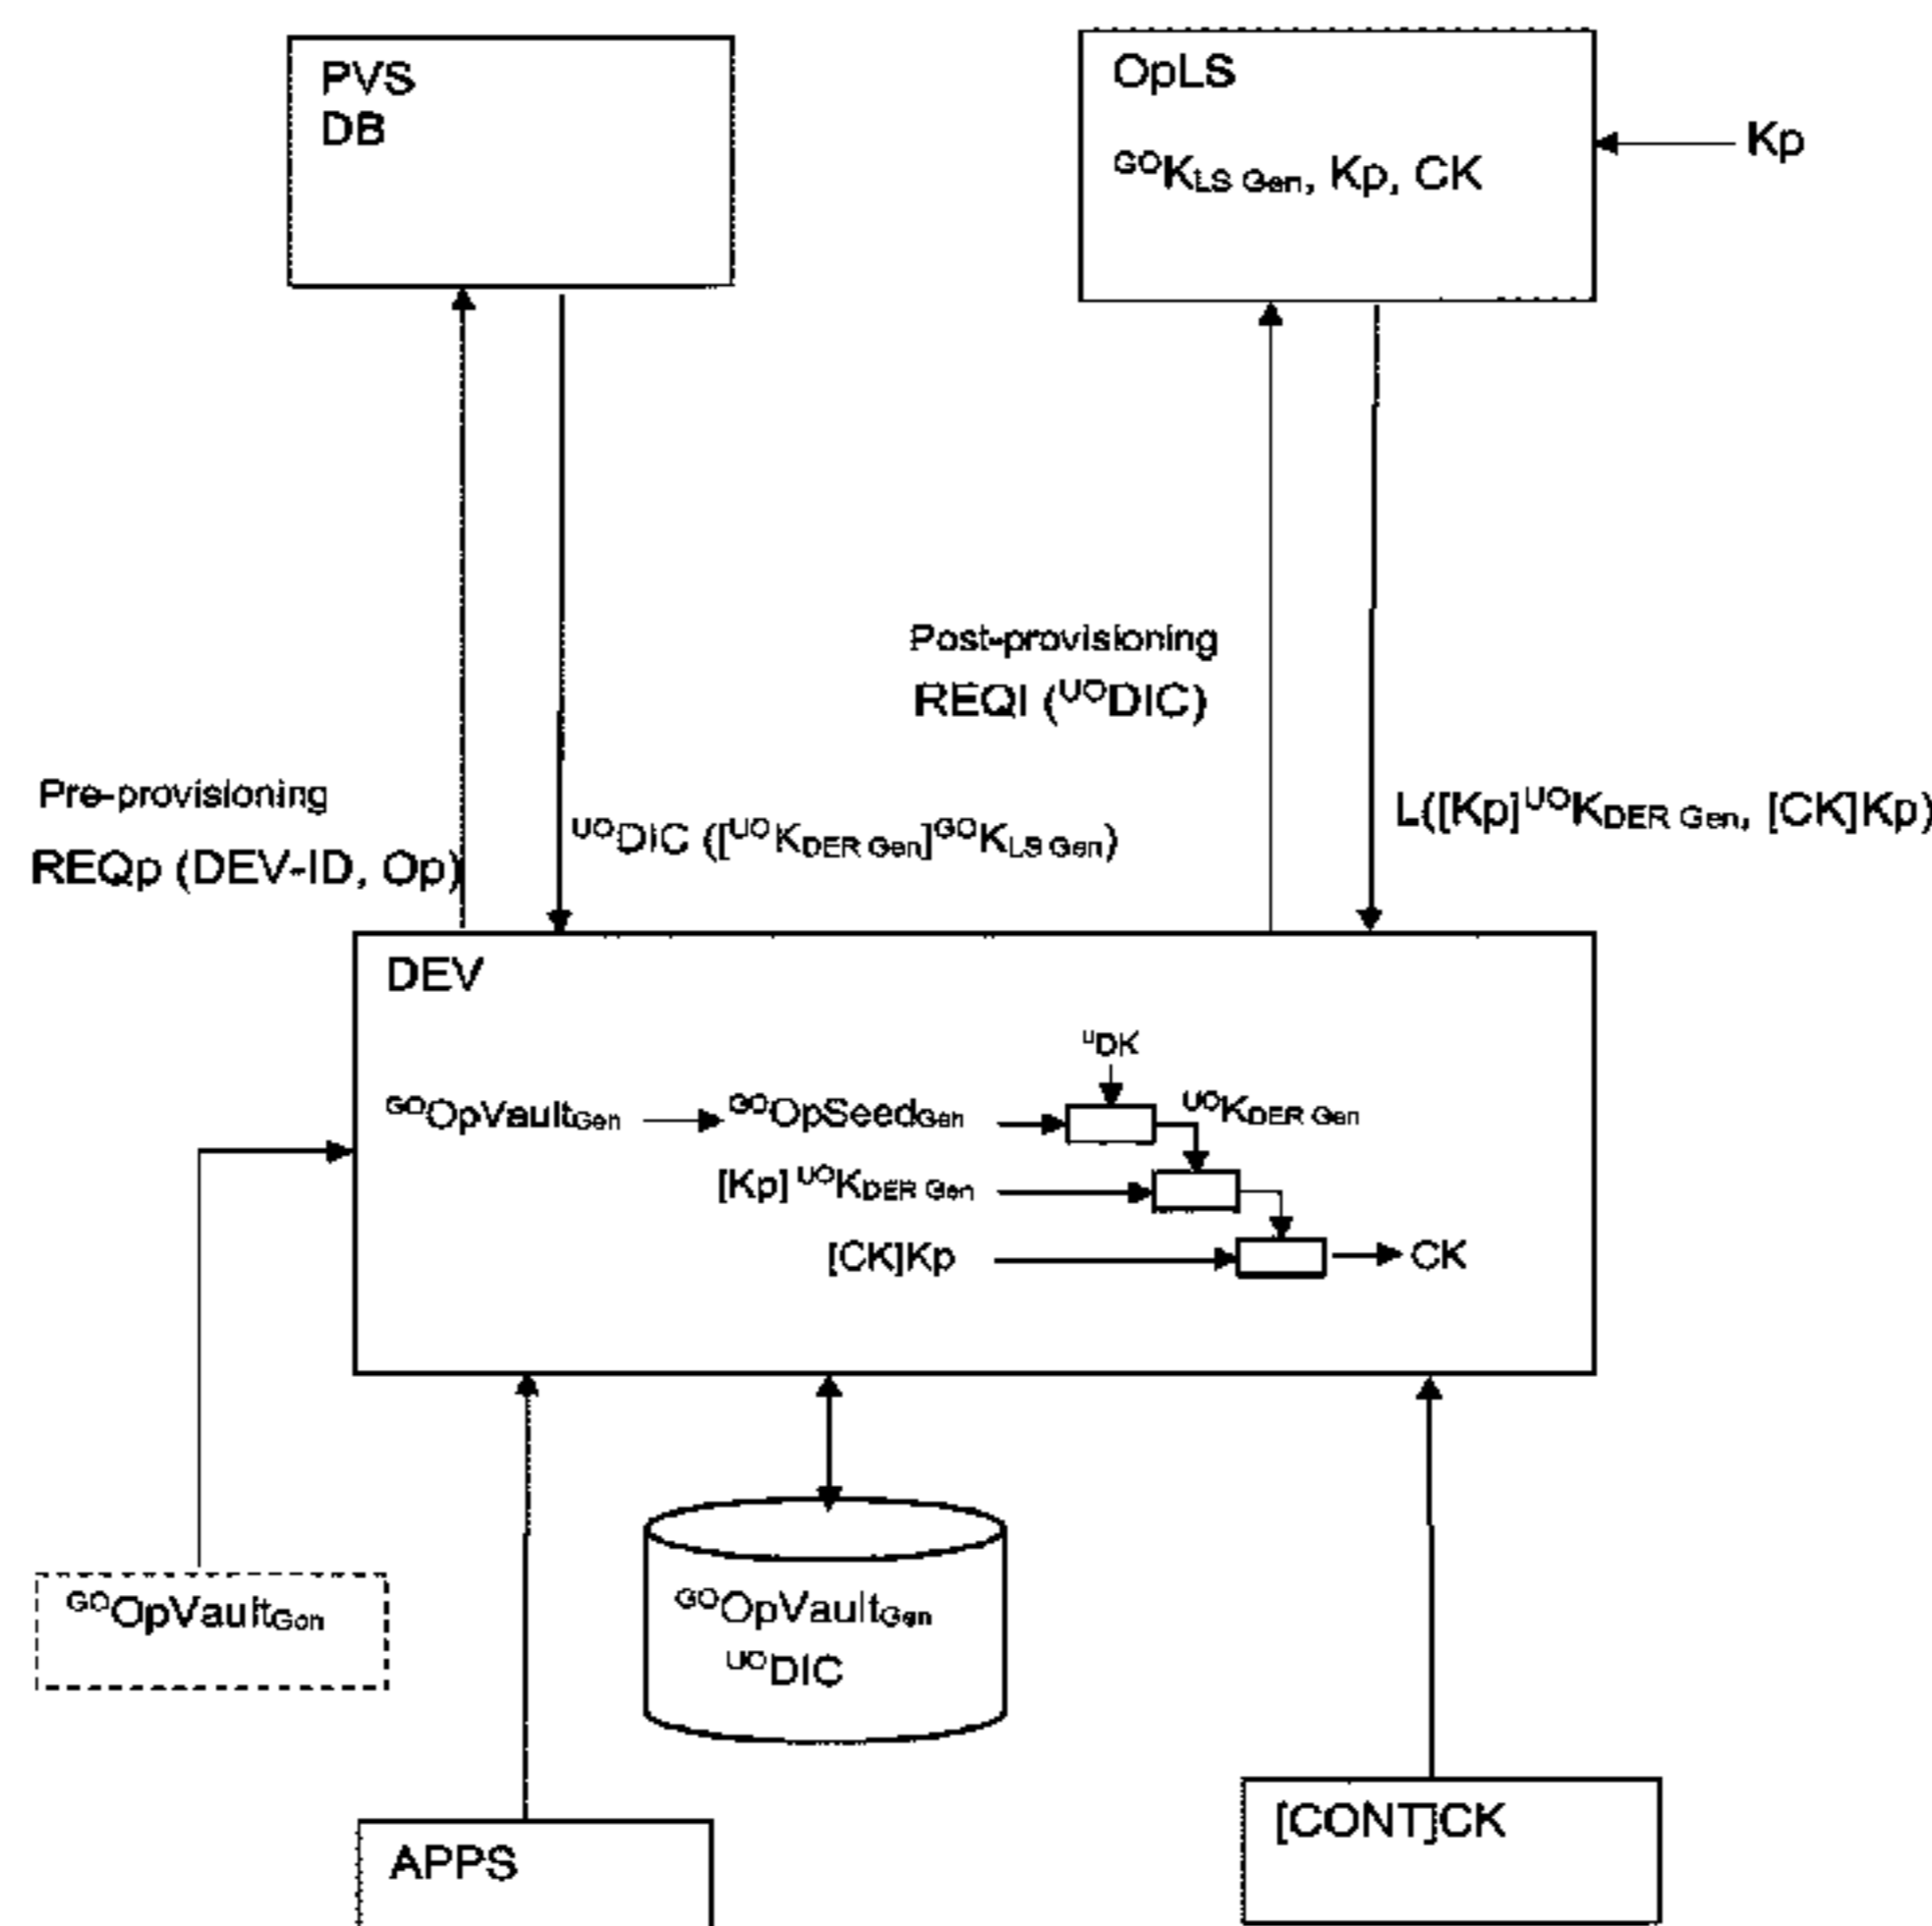 PVS
DB
OpLS
GOKLS Gen, Kp, CK
Kp
Post-provisioning
REQl (UODIC)
Pre-provisioning
REQp (DEV-ID, Op)
UODIC ([UOKDER Gen]GOKLS Gen)
L([Kp]UOKDER Gen, [CK]Kp)
DEV
UDK
GOOpVaultGen
GOOpSeedGen
UOKDER Gen
[Kp] UOKDER Gen
[CK]Kp
CK
GOOpVaultGen
GOOpVaultGen
UODIC
APPS
[CONT]CK